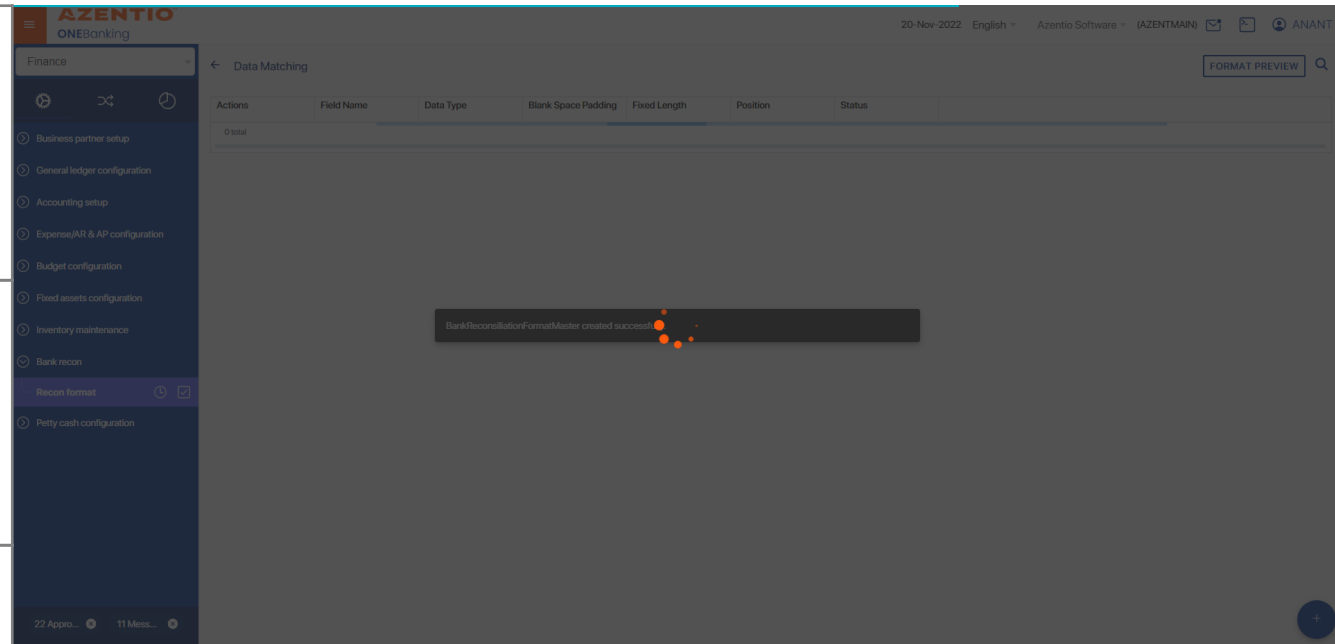 AZENTIO
ONEBanking
20-Nov-2022 English Azentio Software (AZENTMAIN) ANANT
Finance
Data Matching
FORMAT PREVIEW
Actions Field Name Data Type Blank Space Padding Fixed Length Position Status
0 total
Business partner setup
General ledger configuration
Accounting setup
Expense/AR & AP configuration
Budget configuration
Fixed assets configuration
Inventory maintenance
Bank recon
Recon format
Petty cash configuration
BankReconsiliationFormatMaster created
22 Appro... 11 Mess...